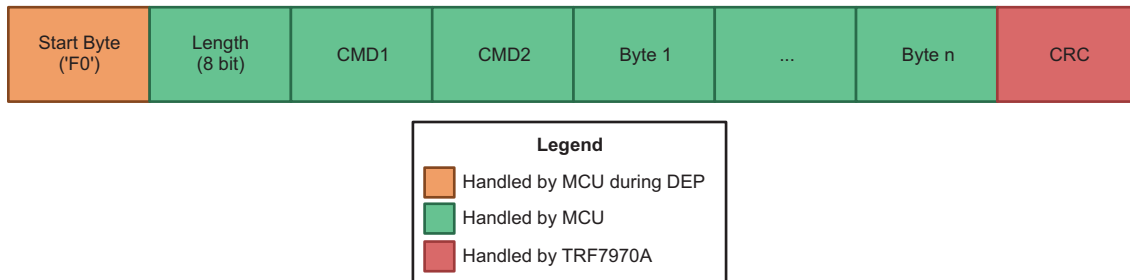 Start Byte
('F0')
Length
(8 bit)
CMD1
CMD2
Byte 1
...
Byte n
CRC
Legend
Handled by MCU during DEP
Handled by MCU
Handled by TRF7970A